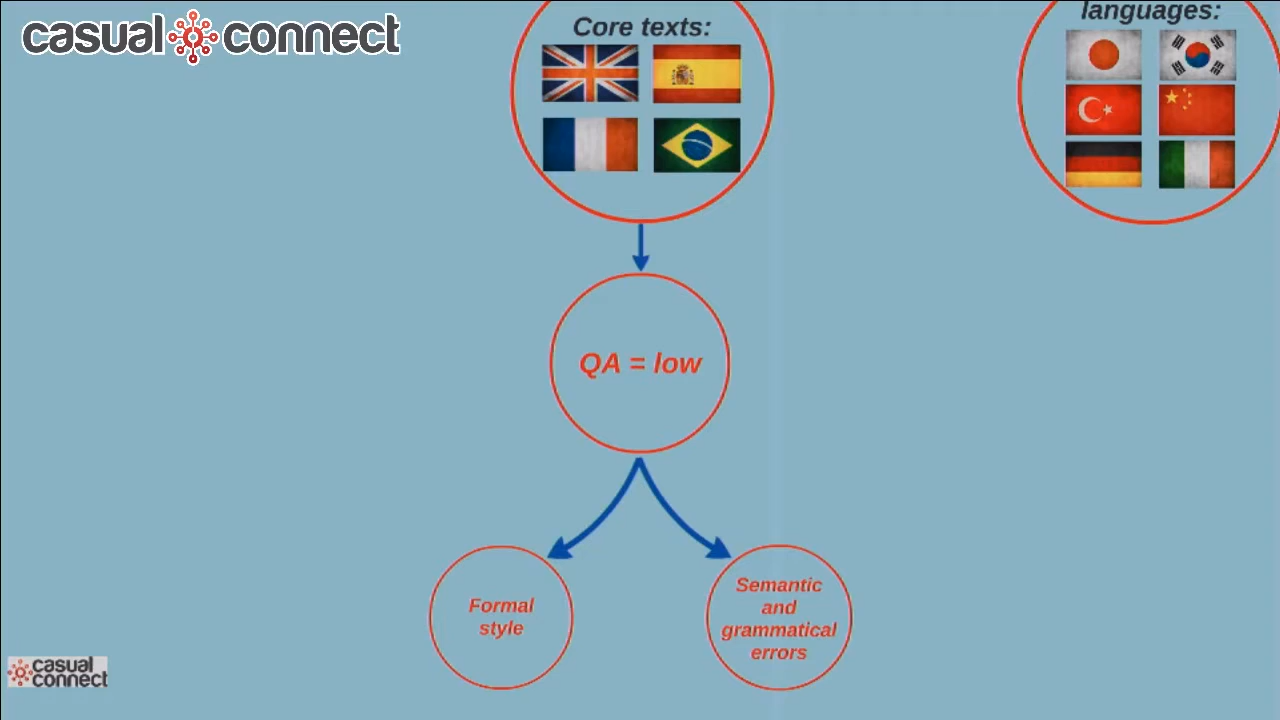 casual connect
Core texts:
languages:
QA = low
Formal
style
Semantic
and
grammatical
errors
casual
connect